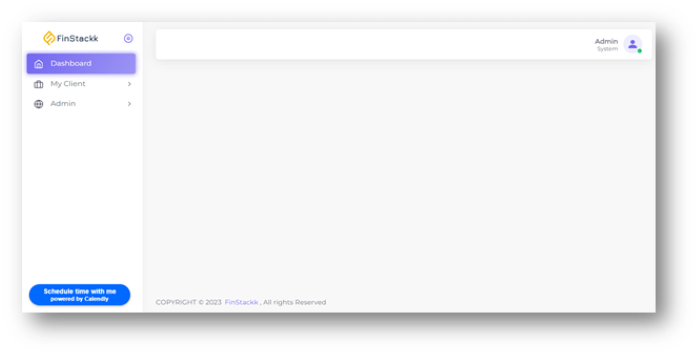 FinStackk
Admin
System
Dashboard
My Client
Admin
Schedule time with me
powered by Calendly
COPYRIGHT © 2023 FinStackk , All rights Reserved